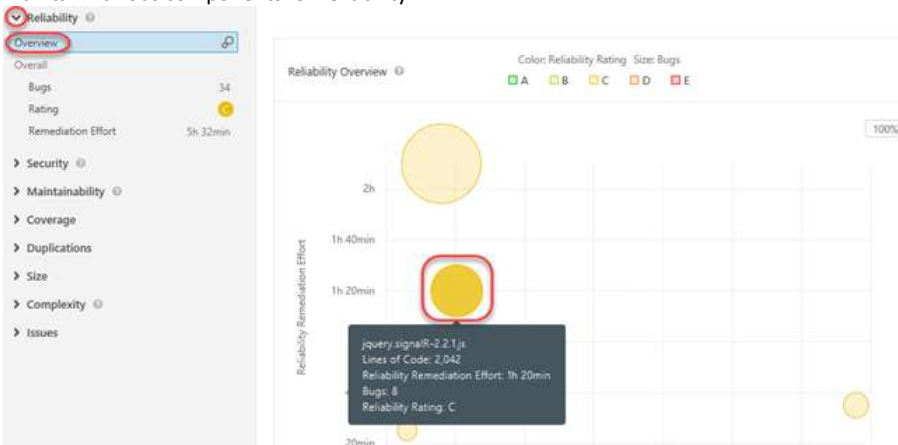 Reliability
Overview
Overall
Bugs 34
Rating C
Remediation Effort 5h 32min
Security
Maintainability
Coverage
Duplications
Size
Complexity
Issues
Reliability Overview
Color: Reliability Rating Size: Bugs
A B C D E
100%
2h
1h 40min
1h 20min
Reliability Remediation Effort
jquery.signalR-2.2.1.js
Lines of Code: 2,042
Reliability Remediation Effort: 1h 20min
Bugs: 8
Reliability Rating: C
20min